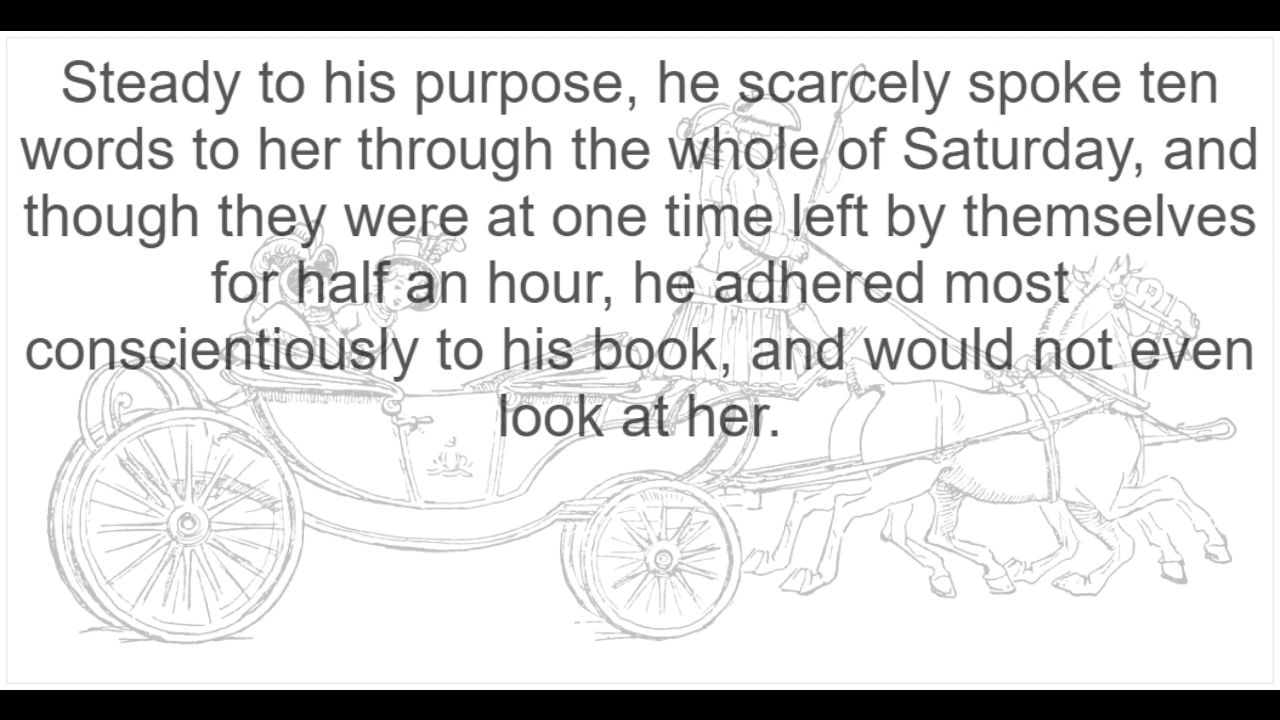 Steady to his purpose, he scarcely spoke ten
words to her through the whole of Saturday, and
though they were at one time left by themselves
for half an hour, he adhered most
conscientiously to his book, and would not even
look at her.